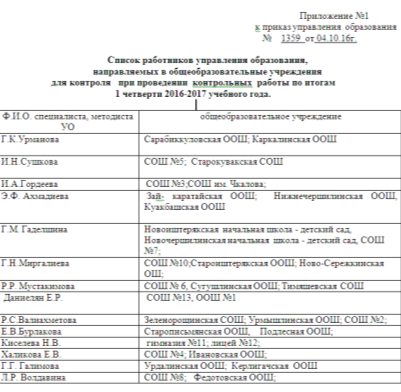 Приложение №1
к приказ управления образования
№ 1359 от 04.10.16г.
Список работников управления образования,
направляемых в общеобразовательные учреждения
для контроля при проведении контрольных работы по итогам
1 четверти 2016-2017 учебного года.
Ф.И.О. специалиста, методиста УО
общеобразовательное учреждение
Г.К.Урманова
Сарабиккуловская ООШ; Каркалинская ООШ
И.Н.Сушкова
СОШ №5; Старокувакская СОШ
И.А.Гордеева
СОШ №3;СОШ им. Чкалова;
Э.Ф. Ахмадиева
Зай- каратайская ООШ; Нижнечершилинская ООШ,
Куакбашская ООШ
Г.М. Гаделшина
Новоиштерякская начальная школа - детский сад,
Новочершилинская начальная школа - детский сад, СОШ
№7;
Г.Н.Миргалиева
СОШ №10;Староиштерякская ООШ; Ново-Сережкинская
ОШ;
Р.Р. Мустакимова
СОШ № 6, Сугушлинская ООШ; Тимяшевская СОШ
Даниелян Е.Р.
СОШ №13, ООШ №1
Р.С.Валиахметова
Зеленорощинская СОШ; Урмышлинская ООШ; СОШ №2;
Е.В.Бурлакова
Старописьмянская ООШ, Подлесная ООШ;
Киселева Н.В.
гимназия №11; лицей №12;
Халикова Е.В.
СОШ №4; Ивановская ООШ;
Г.Г. Галимова
Урдалинская ООШ; Керлигачская ООШ
Л.Р. Волдавина
СОШ №8; Федотовская ООШ;